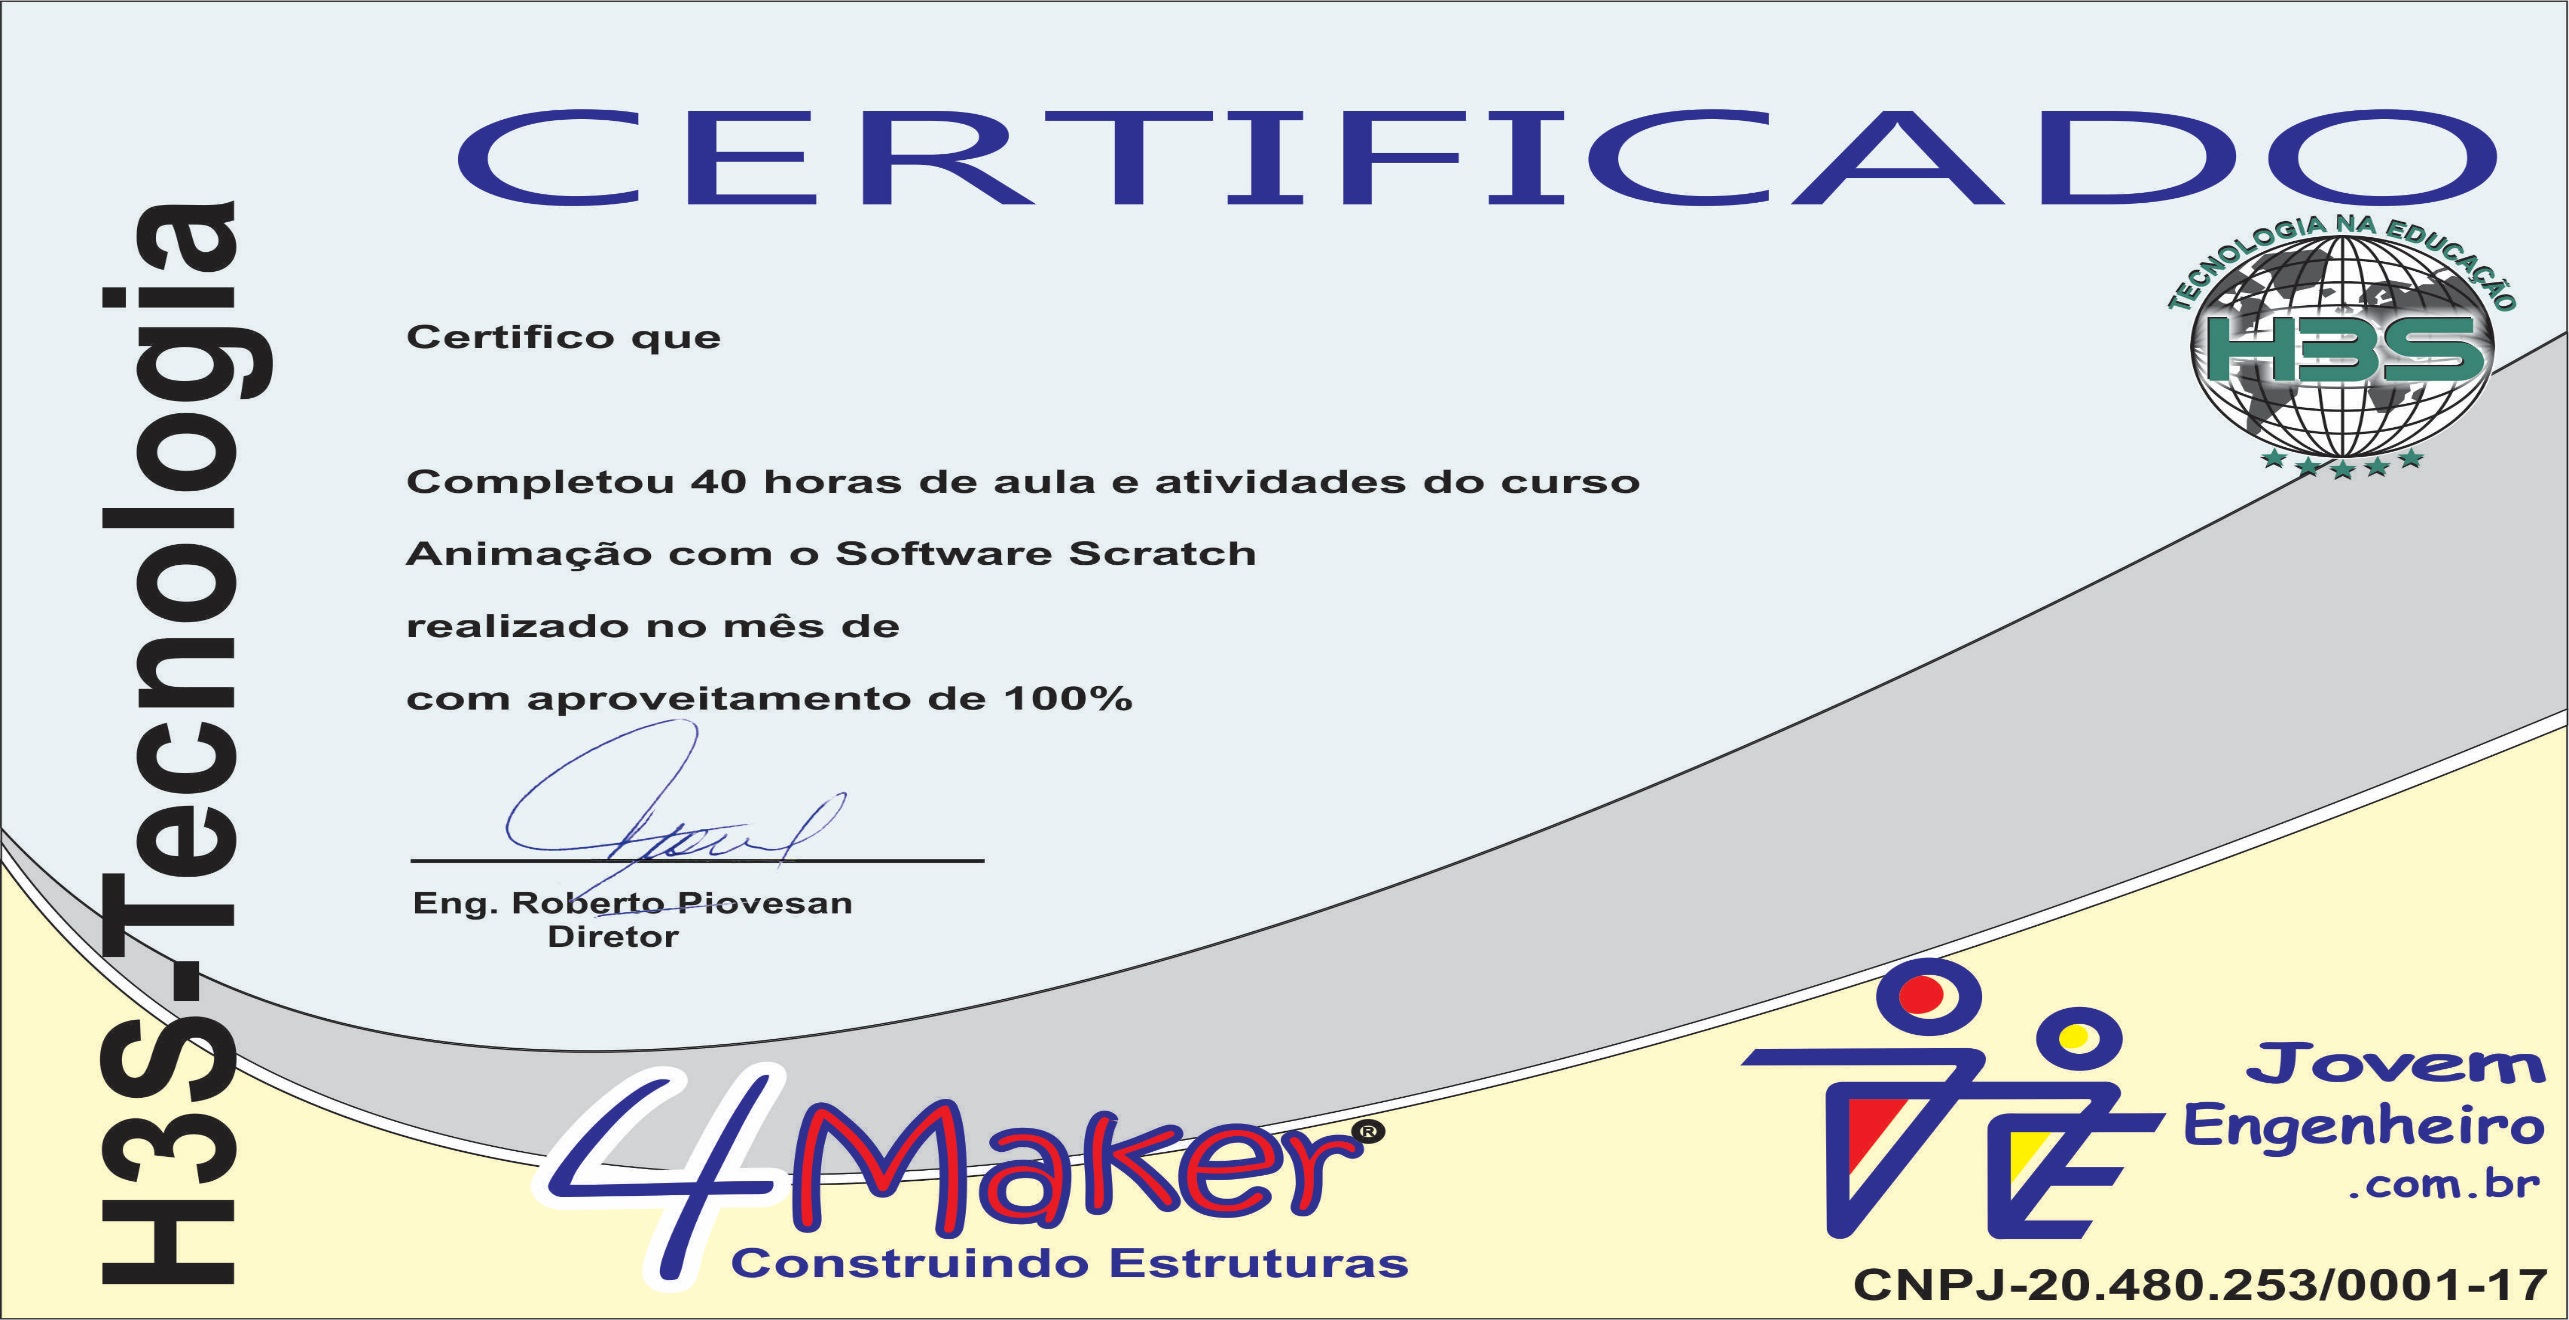 CERTIFICADO
TECNOLOGIA NA EDUCAÇÃO
H3S
H3S-Tecnologia
Certifico que
Completou 40 horas de aula e atividades do curso
Animação com o Software Scratch
realizado no mês de
com aproveitamento de 100%
Eng. Roberto Piovesan
Diretor
4Maker®
Construindo Estruturas
Jovem
Engenheiro
.com.br
CNPJ-20.480.253/0001-17